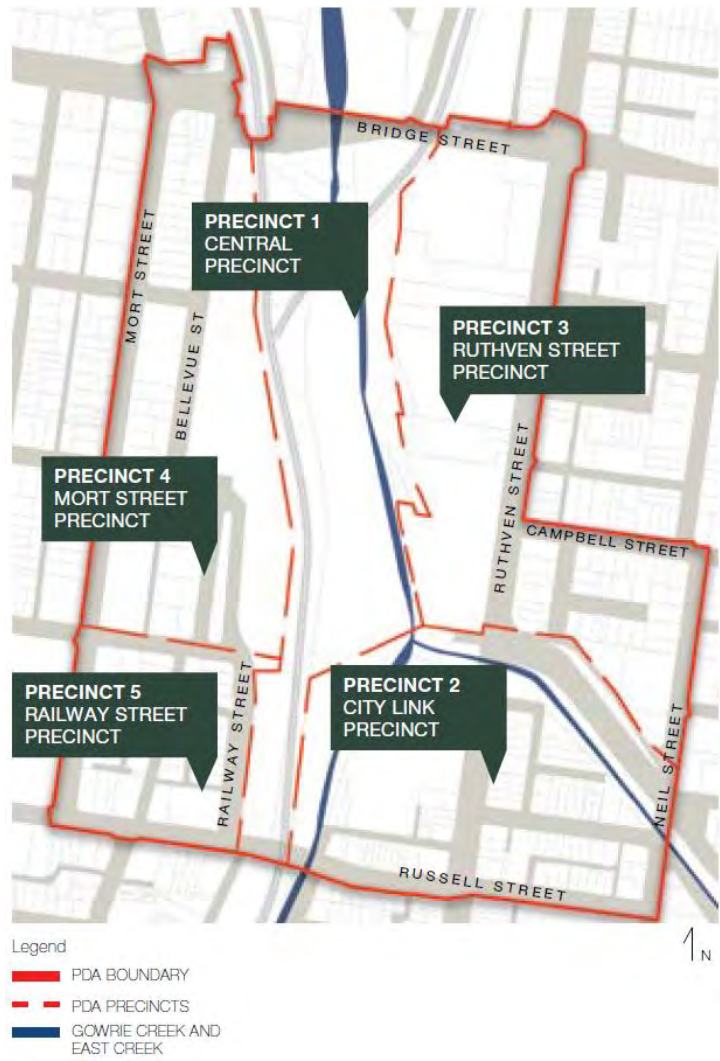 BRIDGE STREET
PRECINCT 1
CENTRAL
PRECINCT
MORT STREET
PRECINCT 3
RUTHVEN STREET
PRECINCT
BELLEVUE ST
PRECINCT 4
MORT STREET
PRECINCT
RUTHVEN STREET
CAMPBELL STREET
PRECINCT 5
RAILWAY STREET
PRECINCT
RAILWAY STREET
PRECINCT 2
CITY LINK
PRECINCT
NEIL STREET
RUSSELL STREET
N
Legend
PDA BOUNDARY
PDA PRECINCTS
GOWRIE CREEK AND
EAST CREEK